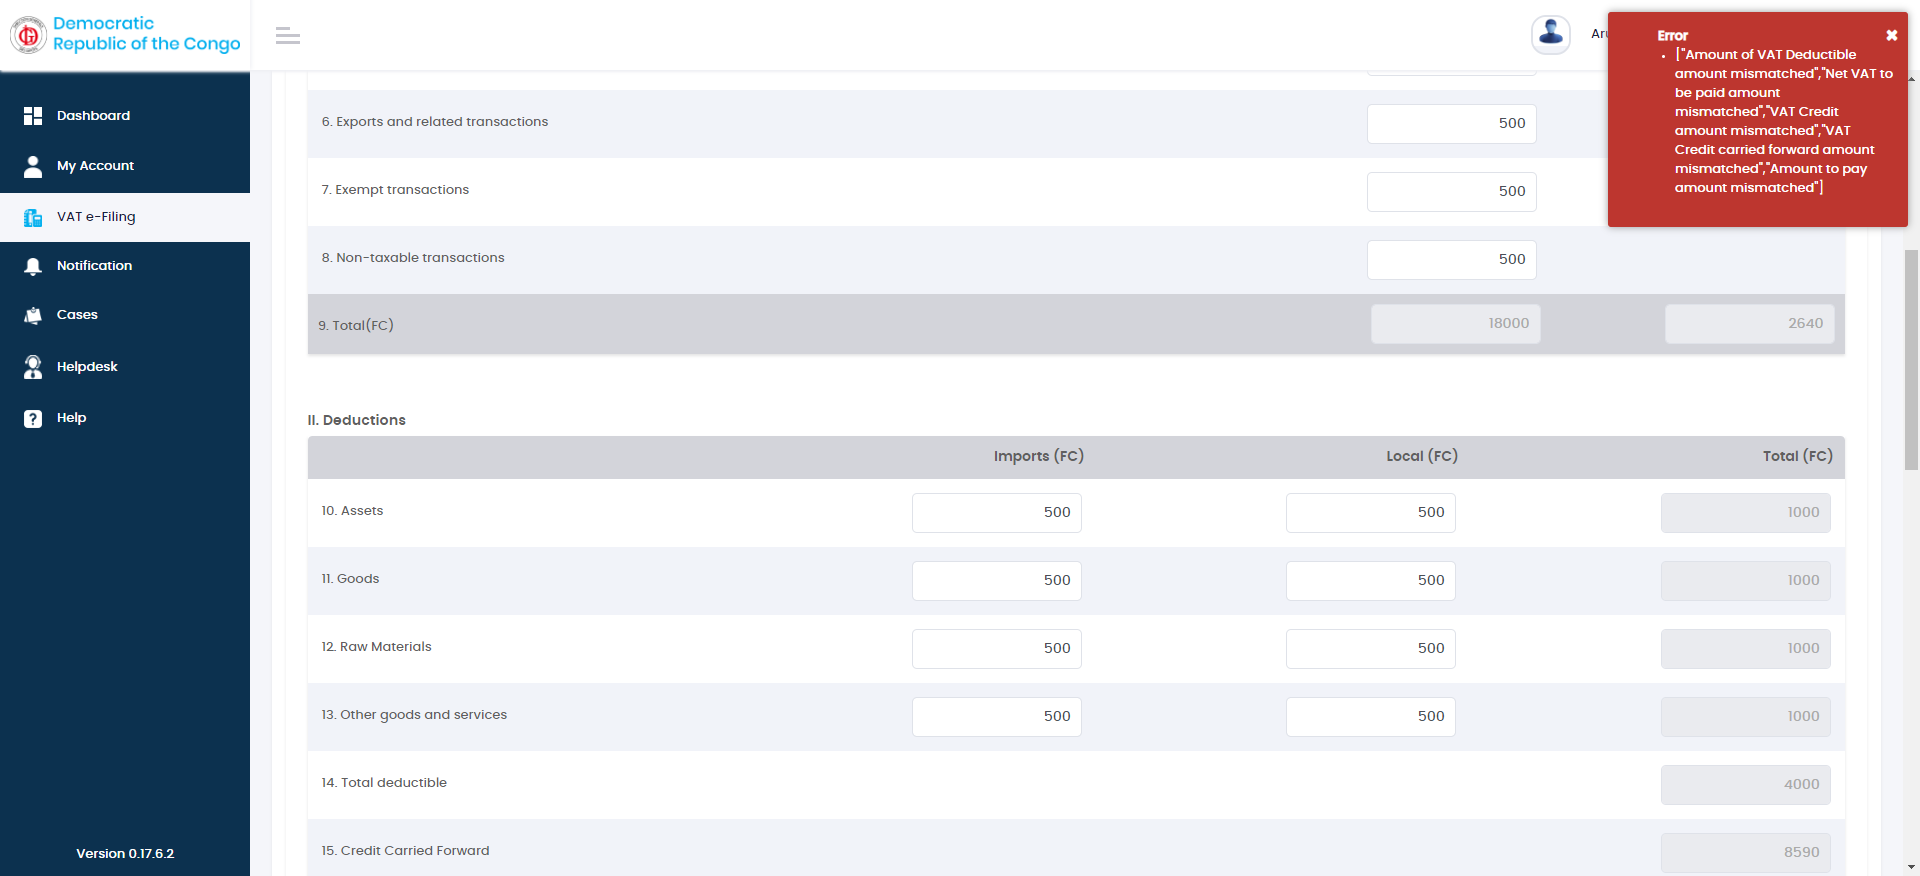 Democratic
Republic of the Congo
Dashboard
My Account
VAT e-Filing
Notification
Cases
Helpdesk
Help
Version 0.17.6.2
Error
["Amount of VAT Deductible
amount mismatched","Net VAT to
be paid amount
mismatched","VAT Credit
amount mismatched","VAT
Credit carried forward amount
mismatched","Amount to pay
amount mismatched"]
6. Exports and related transactions 500
7. Exempt transactions 500
8. Non-taxable transactions 500
9. Total(FC) 18000 2640
II. Deductions
Imports (FC) Local (FC) Total (FC)
10. Assets 500 500 1000
11. Goods 500 500 1000
12. Raw Materials 500 500 1000
13. Other goods and services 500 500 1000
14. Total deductible 4000
15. Credit Carried Forward 8590